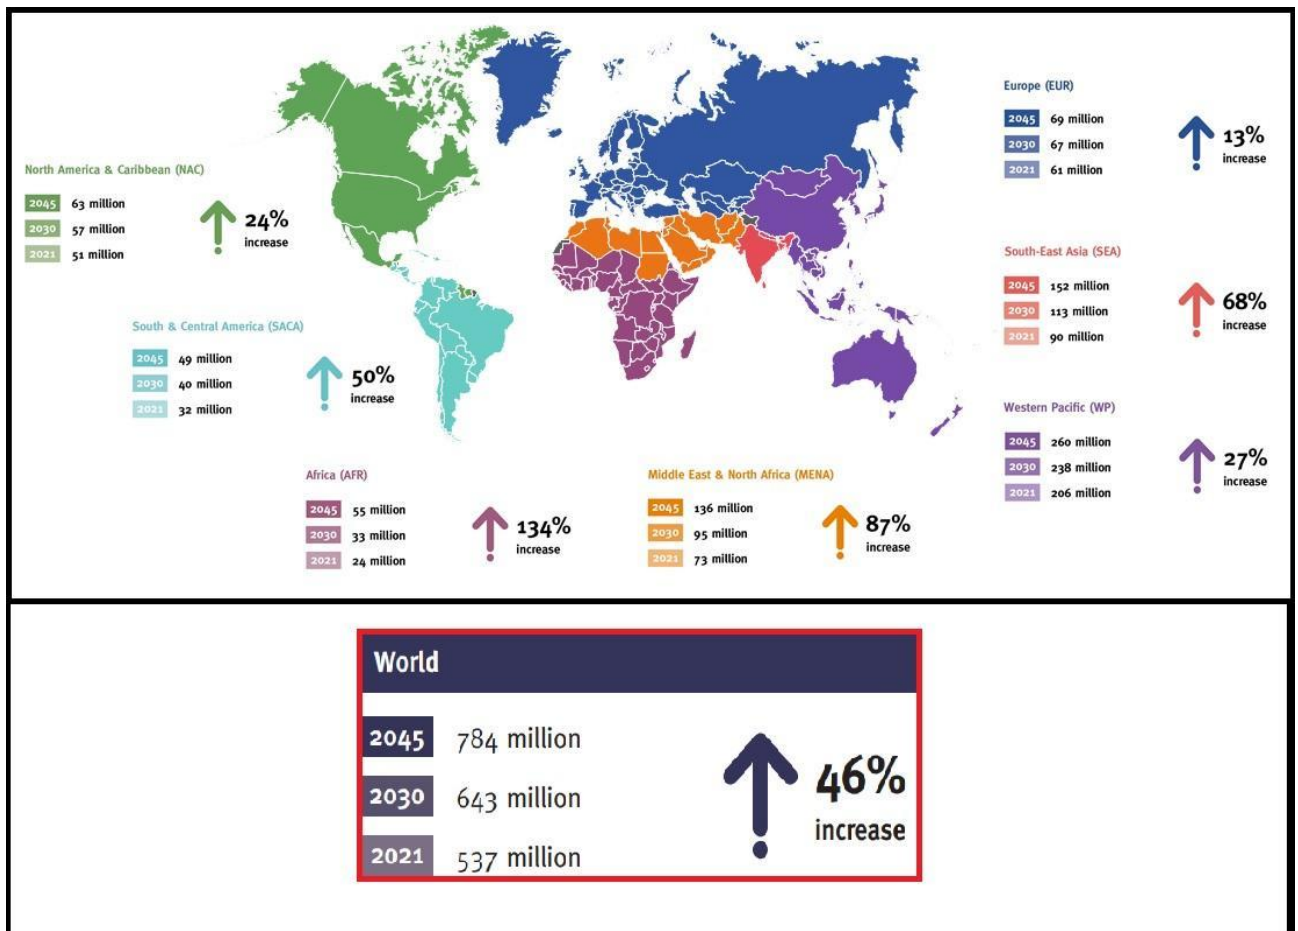 Europe (EUR)
2045 69 million
2030 67 million
2021 61 million
13%
increase
North America & Caribbean (NAC)
2045 63 million
2030 57 million
2021 51 million
24%
increase
South-East Asia (SEA)
2045 152 million
2030 113 million
2021 90 million
68%
increase
South & Central America (SACA)
2045 49 million
2030 40 million
2021 32 million
50%
increase
Western Pacific (WP)
2045 260 million
2030 238 million
2021 206 million
27%
increase
Africa (AFR)
2045 55 million
2030 33 million
2021 24 million
134%
increase
Middle East & North Africa (MENA)
2045 136 million
2030 95 million
2021 73 million
87%
increase
World
2045 784 million
2030 643 million
2021 537 million
46%
increase